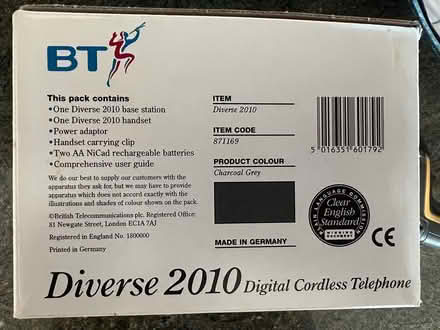 BT
This pack contains
•One Diverse 2010 base station
•One Diverse 2010 handset
•Power adaptor
•Handset carrying clip
•Two AA NiCad rechargeable batteries
•Comprehensive user guide
We do our best to supply our customers with the
apparatus they ask for, but we may have to provide
apparatus which does not accord exactly with the
illustrations and shades of colour shown on the pack.
©British Telecommunications plc. Registered Office:
81 Newgate Street, London EC1A 7AJ
Registered in England No. 1800000
Printed in Germany
ITEM
Diverse 2010
ITEM CODE
871169
PRODUCT COLOUR
Charcoal Grey
MADE IN GERMANY
5 016351 601792
PLAIN LANGUAGE COMMISSION
Clear
English
Standard
WINNING
DOCUMENT
CE
Diverse 2010 Digital Cordless Telephone